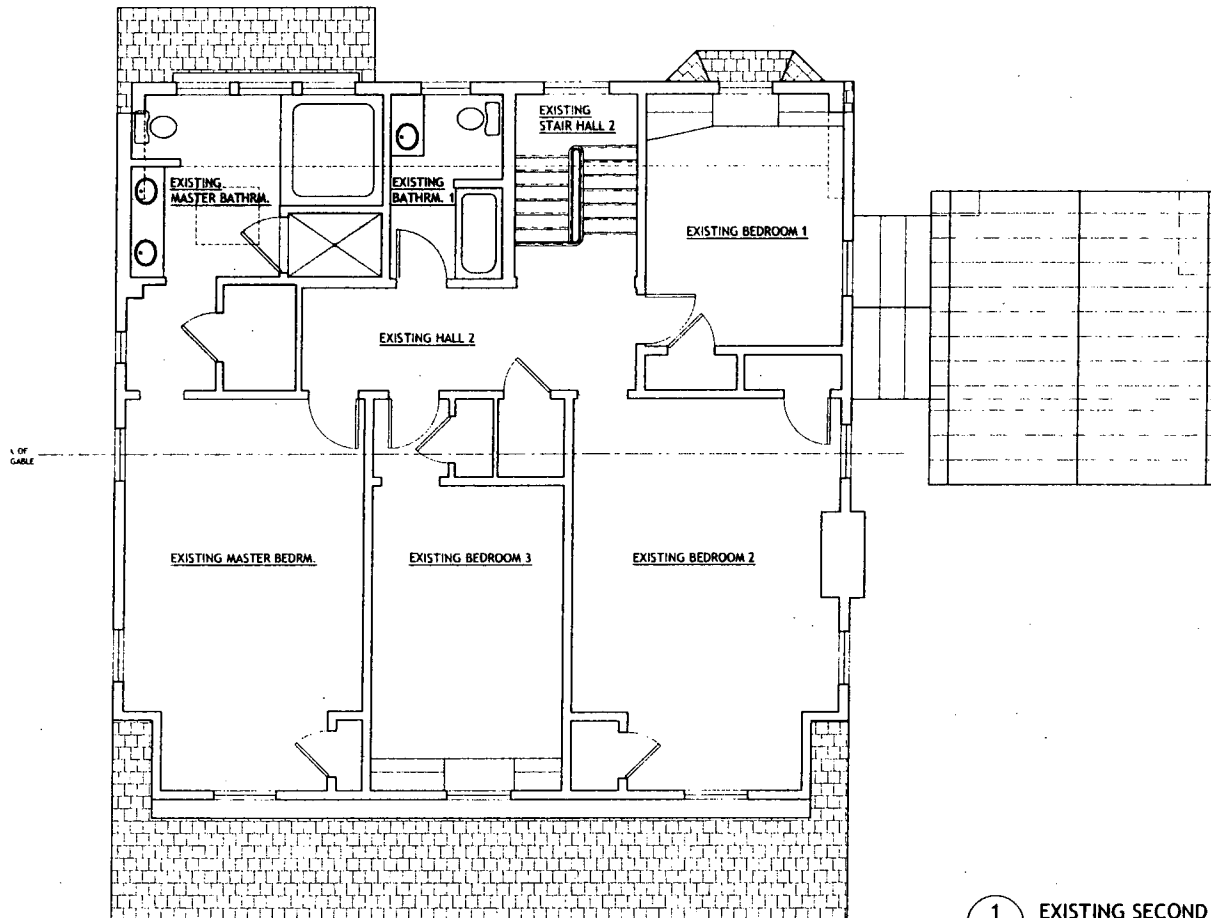 EXISTING
STAIR HALL 2
EXISTING
MASTER BATHRM.
EXISTING
BATHRM. 1
EXISTING BEDROOM 1
EXISTING HALL 2
OF
GABLE
EXISTING MASTER BEDRM.
EXISTING BEDROOM 3
EXISTING BEDROOM 2
1
EXISTING SECOND